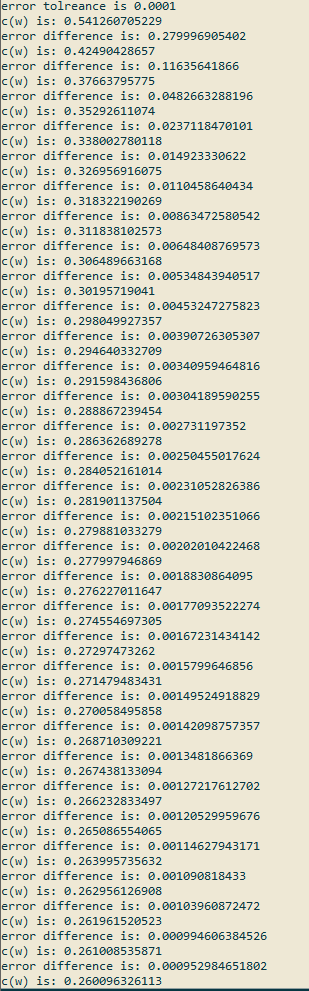 error tolreance is 0.0001
c(w) is: 0.541260705229
error difference is: 0.279996905402
c(w) is: 0.42490428657
error difference is: 0.11635641866
c(w) is: 0.37663795775
error difference is: 0.0482663288196
c(w) is: 0.35292611074
error difference is: 0.0237118470101
c(w) is: 0.338002780118
error difference is: 0.014923330622
c(w) is: 0.326956916075
error difference is: 0.0110458640434
c(w) is: 0.318322190269
error difference is: 0.00863472580542
c(w) is: 0.311838102573
error difference is: 0.00648408769573
c(w) is: 0.306489663168
error difference is: 0.00534843940517
c(w) is: 0.30195719041
error difference is: 0.00453247275823
c(w) is: 0.298049927357
error difference is: 0.00390726305307
c(w) is: 0.294640332709
error difference is: 0.00340959464816
c(w) is: 0.291598436806
error difference is: 0.00304189590255
c(w) is: 0.288867239454
error difference is: 0.002731197352
c(w) is: 0.286362689278
error difference is: 0.00250455017624
c(w) is: 0.284052161014
error difference is: 0.00231052826386
c(w) is: 0.281901137504
error difference is: 0.00215102351066
c(w) is: 0.279881033279
error difference is: 0.00202010422468
c(w) is: 0.277997946869
error difference is: 0.0018830864095
c(w) is: 0.276227011647
error difference is: 0.00177093522274
c(w) is: 0.274554697305
error difference is: 0.00167231434142
c(w) is: 0.27297473262
error difference is: 0.0015799646856
c(w) is: 0.271479483431
error difference is: 0.00149524918829
c(w) is: 0.270058495858
error difference is: 0.00142098757357
c(w) is: 0.268710309221
error difference is: 0.0013481866369
c(w) is: 0.267438133094
error difference is: 0.00127217612702
c(w) is: 0.266232833497
error difference is: 0.00120529959676
c(w) is: 0.265086554065
error difference is: 0.00114627943171
c(w) is: 0.263995735632
error difference is: 0.001090818433
c(w) is: 0.262956126908
error difference is: 0.00103960872472
c(w) is: 0.261961520523
error difference is: 0.000994606384526
c(w) is: 0.261008535871
error difference is: 0.000952984651802
c(w) is: 0.260096326113